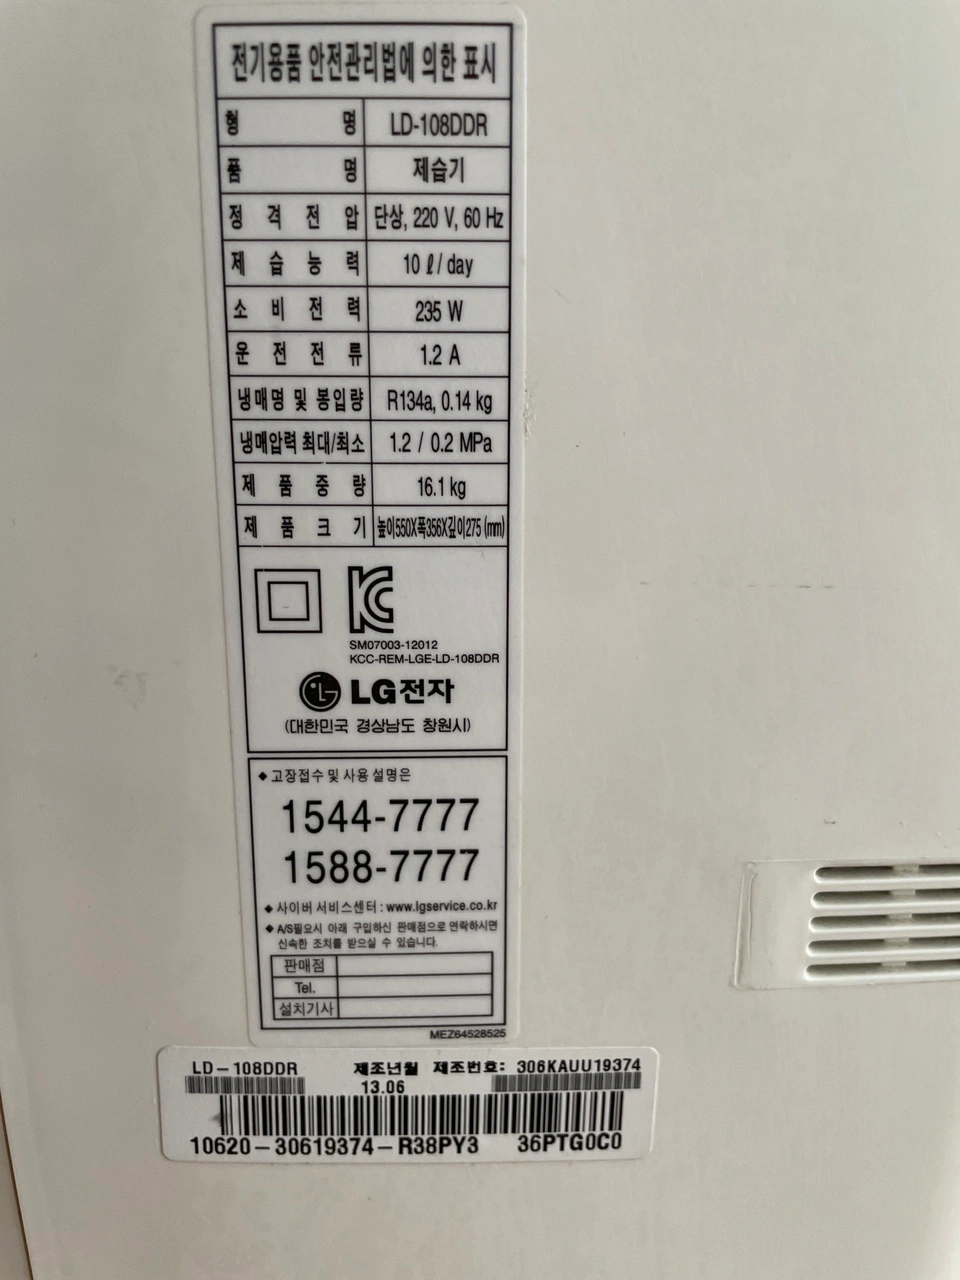 전기용품 안전관리법에 의한 표시
형 명 LD-108DDR
품 명 제습기
정 격 전 압 단상, 220 V, 60 Hz
제 습 능 력 10 ℓ/ day
소 비 전 력 235 W
운 전 전 류 1.2 A
냉매명 및 봉입량 R134a, 0.14 kg
냉매압력 최대/최소 1.2 / 0.2 MPa
제 품 중 량 16.1 kg
제 품 크 기 높이550X폭356X깊이275 (mm)
KC
SM07003-12012
KCC-REM-LGE-LD-108DDR
LG LG전자
(대한민국 경상남도 창원시)
◆ 고장접수 및 사용 설명은
1544-7777
1588-7777
◆ 사이버 서비스센터 : www.lgservice.co.kr
◆ A/S필요시 아래 구입하신 판매점으로 연락하시면
신속한 조치를 받으실 수 있습니다.
판매점
Tel.
설치기사
MEZ64528525
LD-108DDR 제조년월 제조번호: 306KAUU19374
13.06
10620-30619374-R38PY3 36PTG0C0